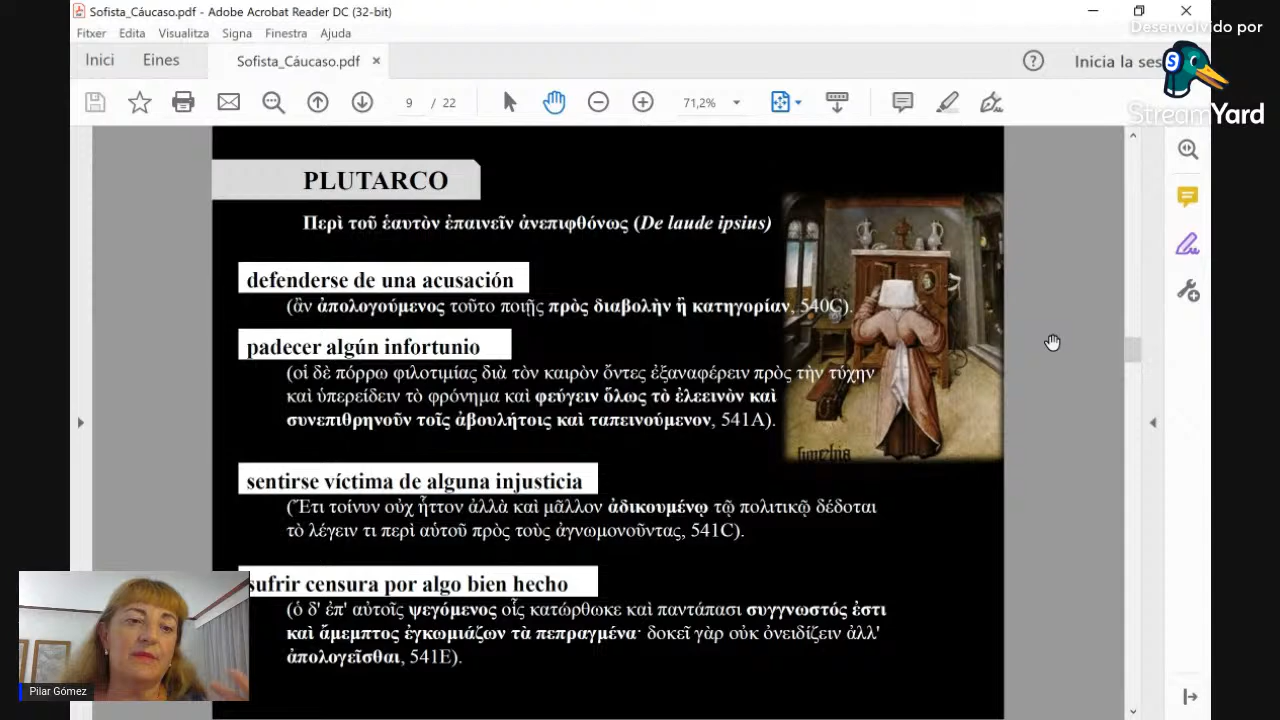 Sofista_Cáucaso.pdf - Adobe Acrobat Reader DC (32-bit)
Desenvolvido por
Fitxer Edita Visualitza Signa Finestra Ajuda
Inici Eines Sofista_Cáucaso.pdf × Inicia la ses
S
StreamYard
9 / 22 71,2%
PLUTARCO
Περὶ τοῦ ἑαυτὸν ἐπαινεῖν ἀνεπιφθόνως (De laude ipsius)
defenderse de una acusación
(ἂν ἀπολογούμενος τοῦτο ποιῇς πρὸς διαβολὴν ἢ κατηγορίαν, 540C).
padecer algún infortunio
(οἱ δὲ πόρρω φιλοτιμίας διὰ τὸν καιρὸν ὄντες ἐξαναφέρειν πρὸς τὴν τύχην
καὶ ὑπερείδειν τὸ φρόνημα καὶ φεύγειν ὅλως τὸ ἐλεεινὸν καὶ
συνεπιθρηνοῦν τοῖς ἀβουλήτοις καὶ ταπεινούμενον, 541A).
sentirse víctima de alguna injusticia
(Ἔτι τοίνυν οὐχ ἧττον ἀλλὰ καὶ μᾶλλον ἀδικουμένῳ τῷ πολιτικῷ δέδοται
τὸ λέγειν τι περὶ αὑτοῦ πρὸς τοὺς ἀγνωμονοῦντας, 541C).
sufrir censura por algo bien hecho
(ὁ δ' ἐπ' αὐτοῖς ψεγόμενος οἷς κατώρθωκε καὶ παντάπασι συγγνωστός ἐστι
καὶ ἄμεμπτος ἐγκωμιάζων τὰ πεπραγμένα· δοκεῖ γὰρ οὐκ ὀνειδίζειν ἀλλ'
ἀπολογεῖσθαι, 541E).
Pilar Gómez